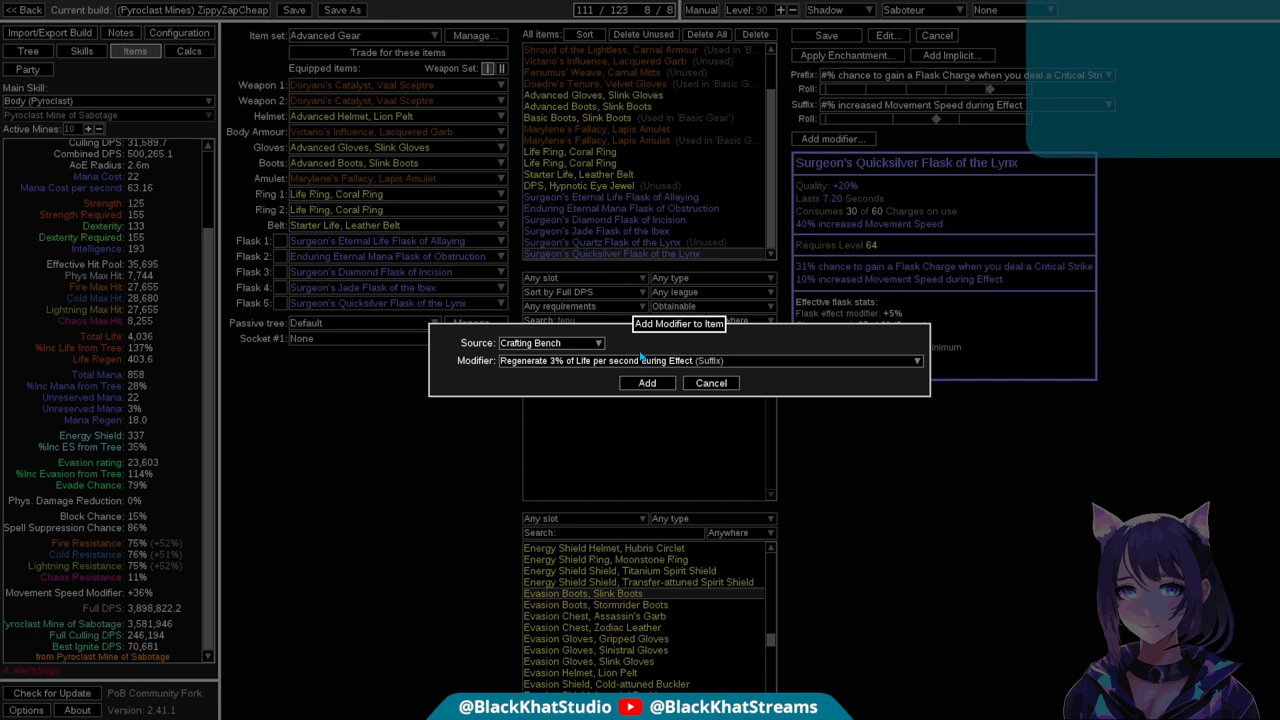 << Back Current build: (Pyroclast Mines) ZippyZapCheap Save Save As 111 / 123 8 / 8 Manual Level: 90 Shadow Saboteur None
Import/Export Build Notes Configuration
Tree Skills Items Calcs
Party
Main Skill:
Body (Pyroclast)
Pyroclast Mine of Sabotage
Active Mines: 10
Culling DPS: 31,589.7
Combined DPS: 500,265.1
AoE Radius: 2.6m
Mana Cost: 22
Mana Cost per second: 63.16
Strength: 125
Strength Required: 155
Dexterity: 133
Dexterity Required: 155
Intelligence: 193
Effective Hit Pool: 35,695
Phys Max Hit: 7,744
Fire Max Hit: 27,655
Cold Max Hit: 28,680
Lightning Max Hit: 27,655
Chaos Max Hit: 8,255
Total Life: 4,036
%Inc Life from Tree: 137%
Life Regen: 403.6
Total Mana: 858
%Inc Mana from Tree: 28%
Unreserved Mana: 22
Unreserved Mana: 3%
Mana Regen: 18.0
Energy Shield: 337
%Inc ES from Tree: 35%
Evasion rating: 23,603
%Inc Evasion from Tree: 114%
Evade Chance: 79%
Phys. Damage Reduction: 0%
Block Chance: 15%
Spell Suppression Chance: 86%
Fire Resistance: 75% (+52%)
Cold Resistance: 76% (+51%)
Lightning Resistance: 75% (+52%)
Chaos Resistance: 11%
Movement Speed Modifier: +36%
Full DPS: 3,898,822.2
Pyroclast Mine of Sabotage: 3,581,946
Full Culling DPS: 246,194
Best Ignite DPS: 70,681
from Pyroclast Mine of Sabotage
4 Warnings
Check for Update PoB Community Fork
Options About Version: 2.41.1
Item set: Advanced Gear Manage...
Trade for these items
Equipped items: Weapon Set: I II
Weapon 1: Doryani's Catalyst, Vaal Sceptre
Weapon 2: Doryani's Catalyst, Vaal Sceptre
Helmet: Advanced Helmet, Lion Pelt
Body Armour: Victario's Influence, Lacquered Garb
Gloves: Advanced Gloves, Slink Gloves
Boots: Advanced Boots, Slink Boots
Amulet: Marylene's Fallacy, Lapis Amulet
Ring 1: Life Ring, Coral Ring
Ring 2: Life Ring, Coral Ring
Belt: Starter Life, Leather Belt
Flask 1: Surgeon's Eternal Life Flask of Allaying
Flask 2: Enduring Eternal Mana Flask of Obstruction
Flask 3: Surgeon's Diamond Flask of Incision
Flask 4: Surgeon's Jade Flask of the Ibex
Flask 5: Surgeon's Quicksilver Flask of the Lynx
Passive tree: Default
Socket #1: None
All items: Sort Delete Unused Delete All Delete
Shroud of the Lightless, Carnal Armour (Used in 'B...
Victario's Influence, Lacquered Garb (Unused)
Fenumus' Weave, Carnal Mitts (Unused)
Doedre's Tenure, Velvet Gloves (Used in 'Basic G...
Advanced Gloves, Slink Gloves
Advanced Boots, Slink Boots
Basic Boots, Slink Boots (Used in 'Basic Gear')
Marylene's Fallacy, Lapis Amulet
Marylene's Fallacy, Lapis Amulet (Used in 'Basic G...
Life Ring, Coral Ring
Life Ring, Coral Ring
Starter Life, Leather Belt
DPS, Hypnotic Eye Jewel (Unused)
Surgeon's Eternal Life Flask of Allaying
Enduring Eternal Mana Flask of Obstruction
Surgeon's Diamond Flask of Incision
Surgeon's Jade Flask of the Ibex
Surgeon's Quartz Flask of the Lynx (Unused)
Surgeon's Quicksilver Flask of the Lynx
Any slot Any type
Sort by Full DPS Any league
Any requirements Obtainable
Add Modifier to Item
Source: Crafting Bench
Modifier: Regenerate 3% of Life per second during Effect (Suffix)
Add Cancel
Any slot Any type
Search: Anywhere
Energy Shield Helmet, Hubris Circlet
Energy Shield Ring, Moonstone Ring
Energy Shield Shield, Titanium Spirit Shield
Energy Shield Shield, Transfer-attuned Spirit Shield
Evasion Boots, Slink Boots
Evasion Boots, Stormrider Boots
Evasion Chest, Assassin's Garb
Evasion Chest, Zodiac Leather
Evasion Gloves, Gripped Gloves
Evasion Gloves, Sinistral Gloves
Evasion Gloves, Slink Gloves
Evasion Helmet, Lion Pelt
Evasion Shield, Cold-attuned Buckler
Save Edit... Cancel
Apply Enchantment... Add Implicit...
Prefix: #% chance to gain a Flask Charge when you deal a Critical Stri
Roll:
Suffix: #% increased Movement Speed during Effect
Roll:
Add modifier...
Surgeon's Quicksilver Flask of the Lynx
Quality: +20%
Lasts 7.20 Seconds
Consumes 30 of 60 Charges on use
40% increased Movement Speed
Requires Level 64
31% chance to gain a Flask Charge when you deal a Critical Strike
10% increased Movement Speed during Effect
Effective flask stats:
Flask effect modifier: +5%
@BlackKhatStudio @BlackKhatStreams